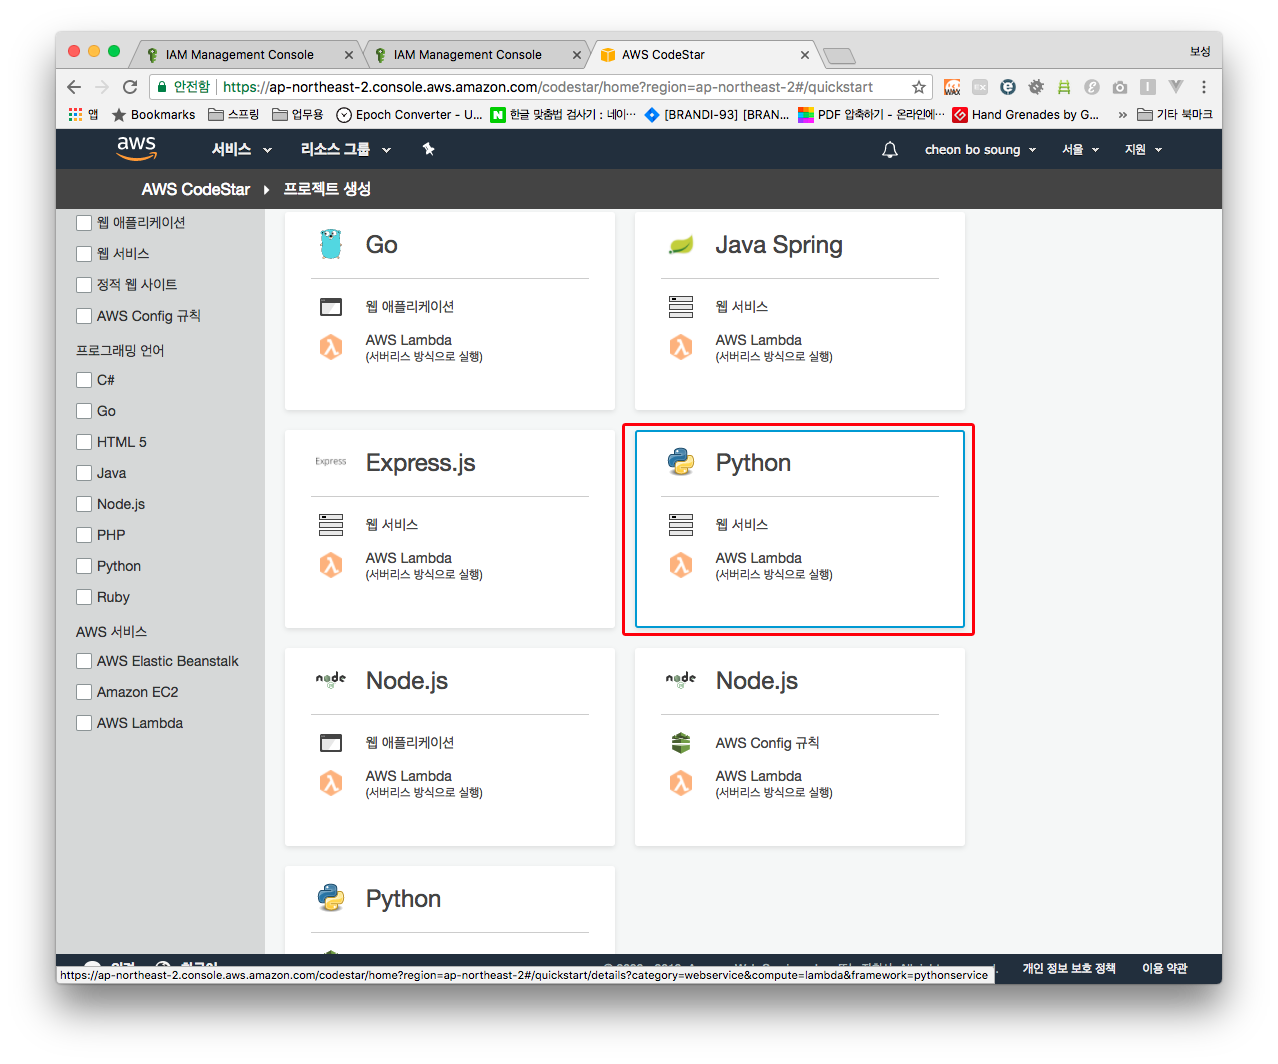 IAM Management Console
IAM Management Console
AWS CodeStar
보성
안전함
https://ap-northeast-2.console.aws.amazon.com/codestar/home?region=ap-northeast-2#/quickstart
앱
Bookmarks
스프링
업무용
Epoch Converter - U...
한글 맞춤법 검사기 : 네이...
[BRANDI-93] [BRAN...
PDF 압축하기 - 온라인에...
Hand Grenades by G...
»
기타 북마크
aws
서비스
리소스 그룹
cheon bo soung
서울
지원
AWS CodeStar
프로젝트 생성
웹 애플리케이션
웹 서비스
정적 웹 사이트
AWS Config 규칙
프로그래밍 언어
C#
Go
HTML 5
Java
Node.js
PHP
Python
Ruby
AWS 서비스
AWS Elastic Beanstalk
Amazon EC2
AWS Lambda
Go
웹 애플리케이션
AWS Lambda
(서버리스 방식으로 실행)
Java Spring
웹 서비스
AWS Lambda
(서버리스 방식으로 실행)
Express
Express.js
웹 서비스
AWS Lambda
(서버리스 방식으로 실행)
Python
웹 서비스
AWS Lambda
(서버리스 방식으로 실행)
node
Node.js
웹 애플리케이션
AWS Lambda
(서버리스 방식으로 실행)
node
Node.js
AWS Config 규칙
AWS Lambda
(서버리스 방식으로 실행)
Python
개인 정보 보호 정책
이용 약관
https://ap-northeast-2.console.aws.amazon.com/codestar/home?region=ap-northeast-2#/quickstart/details?category=webservice&compute=lambda&framework=pythonservice